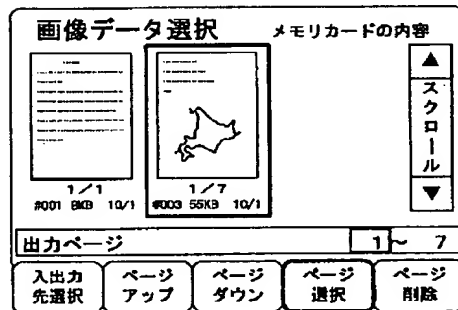 画像データ選択
メモリカードの内容
▲
スクロール
▼
1/1
#001 8KB 10/1
1/7
#003 55KB 10/1
出力ページ 1～ 7
入出力
先選択
ページ
アップ
ページ
ダウン
ページ
選択
ページ
削除